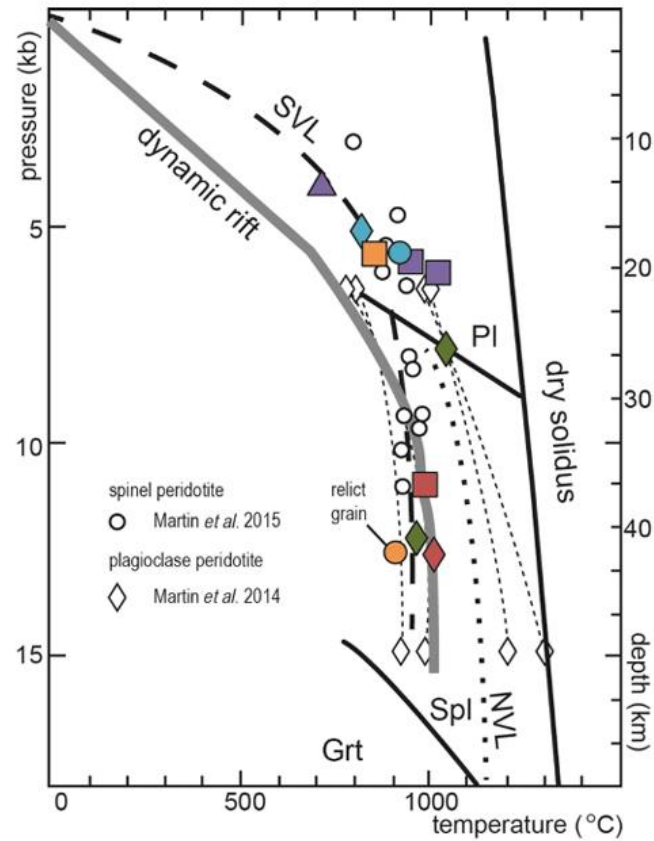 pressure (kb)
5
10
15
SVL
dynamic rift
Pl
dry solidus
spinel peridotite
Martin et al. 2015
plagioclase peridotite
Martin et al. 2014
relict
grain
Spl
NVL
Grt
10
20
30
40
depth (km)
0
500
1000
temperature (°C)